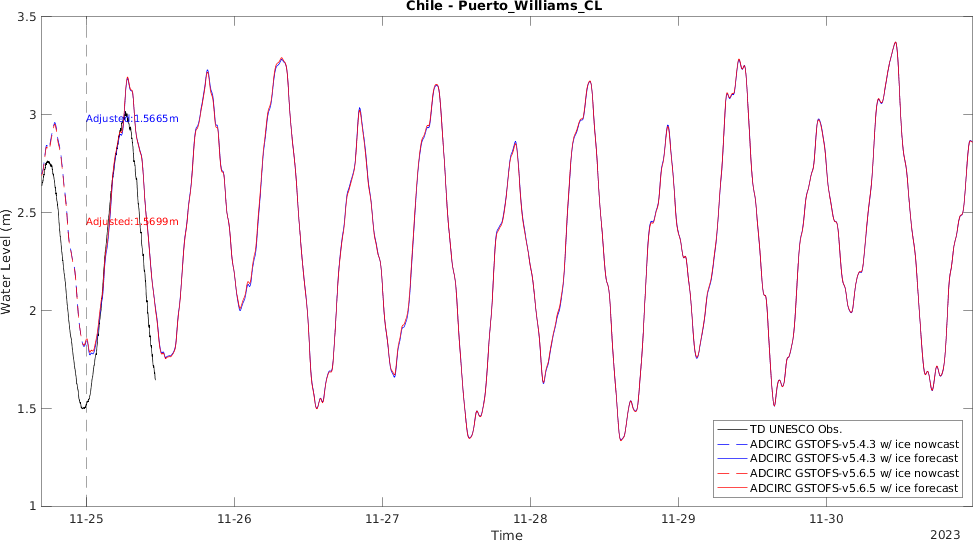 Chile - Puerto_Williams_CL
3.5
3
2.5
2
1.5
1
Water Level (m)
Adjusted:1.5665m
Adjusted:1.5699m
TD UNESCO Obs.
ADCIRC GSTOFS-v5.4.3 w/ ice nowcast
ADCIRC GSTOFS-v5.4.3 w/ ice forecast
ADCIRC GSTOFS-v5.6.5 w/ ice nowcast
ADCIRC GSTOFS-v5.6.5 w/ ice forecast
11-25 11-26 11-27 11-28 11-29 11-30
Time
2023